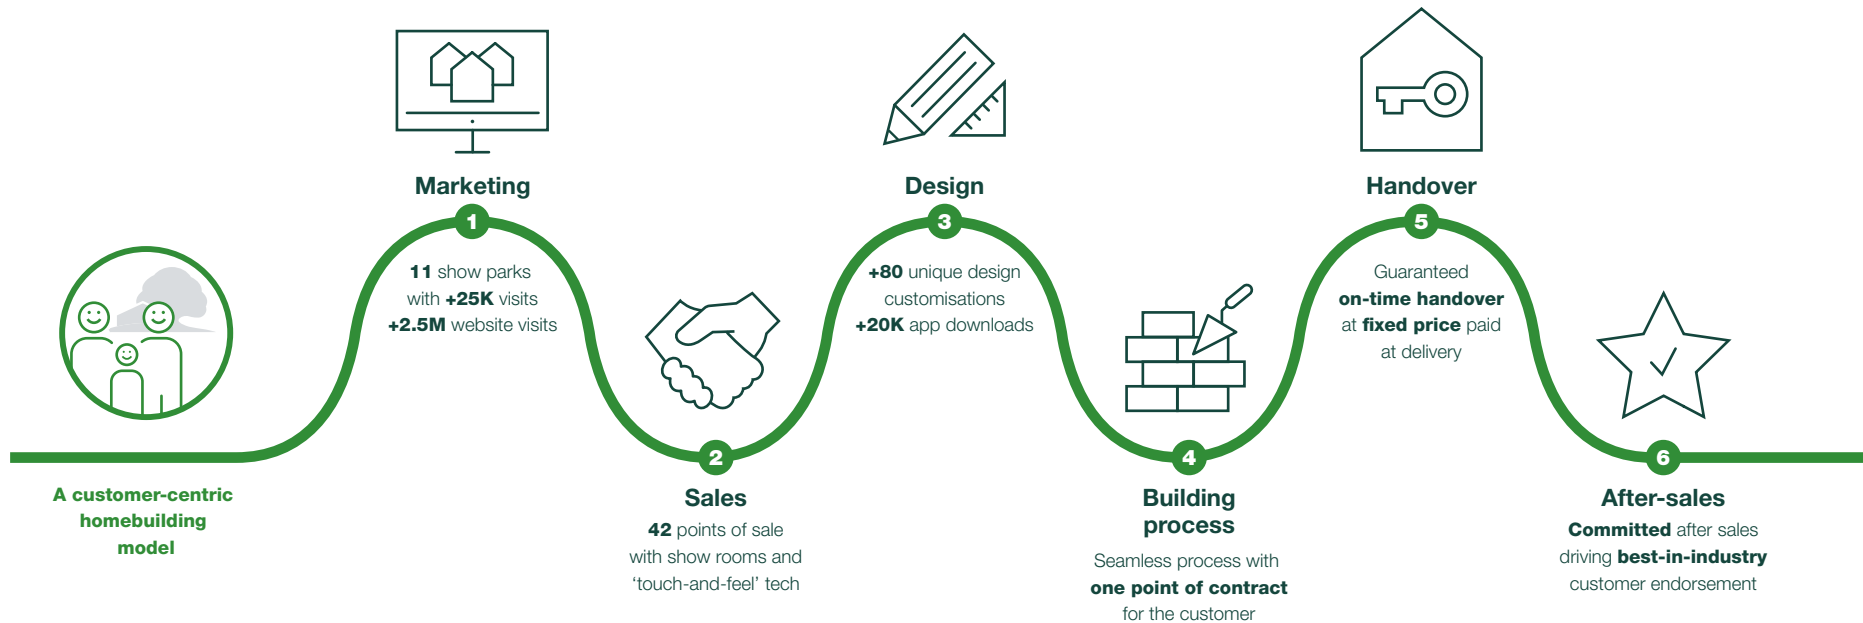 A customer-centric
homebuilding
model
Marketing
1
11 show parks
with +25K visits
+2.5M website visits
2
Sales
42 points of sale
with show rooms and
‘touch-and-feel’ tech
Design
3
+80 unique design
customisations
+20K app downloads
4
Building
process
Seamless process with
one point of contract
for the customer
Handover
5
Guaranteed
on-time handover
at fixed price paid
at delivery
6
After-sales
Committed after sales
driving best-in-industry
customer endorsement